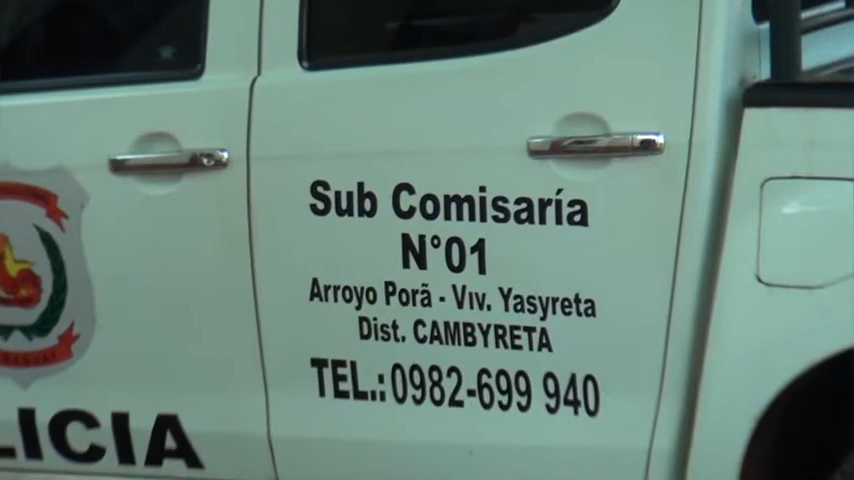 Sub Comisaría
N°01
Arroyo Porã - Viv. Yasyreta
Dist. CAMBYRETA
TEL.: 0982-699 940
LICIA